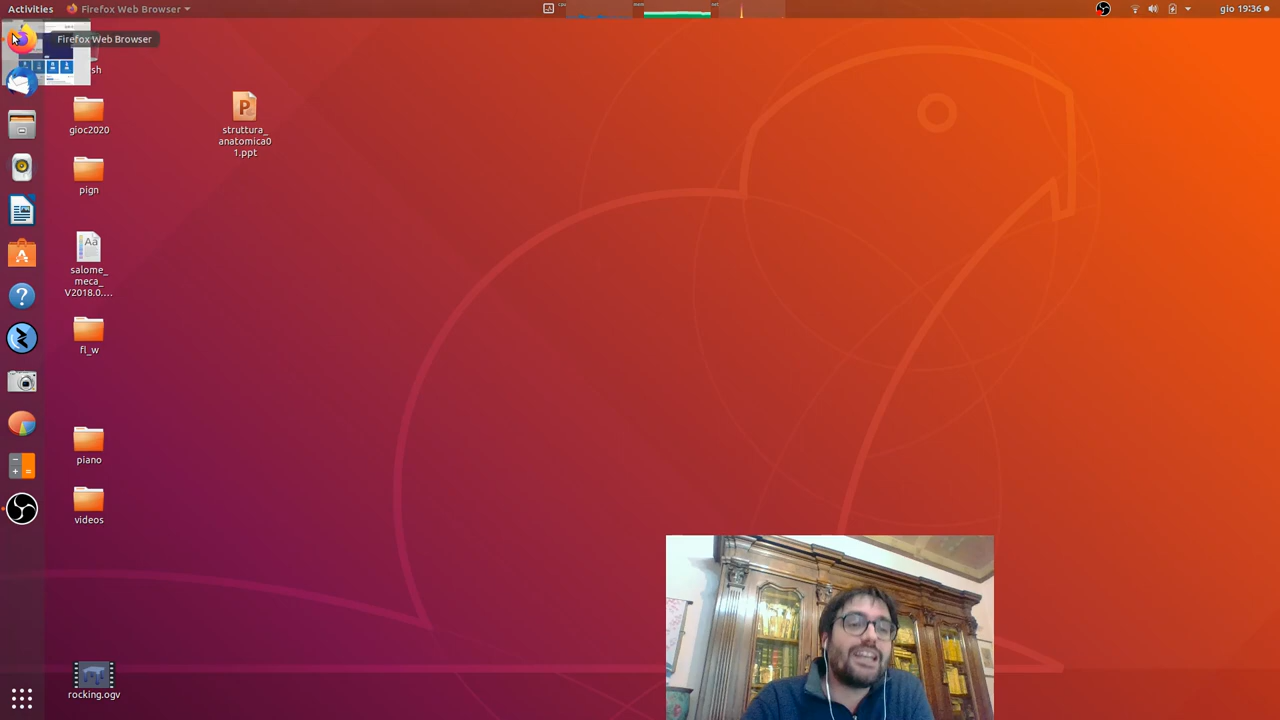 Activities
Firefox Web Browser
gio 19:36
Firefox Web Browser
gioc2020
struttura_
anatomica0
1.ppt
pign
salome_
meca_
V2018.0....
fl_w
piano
videos
rocking.ogv